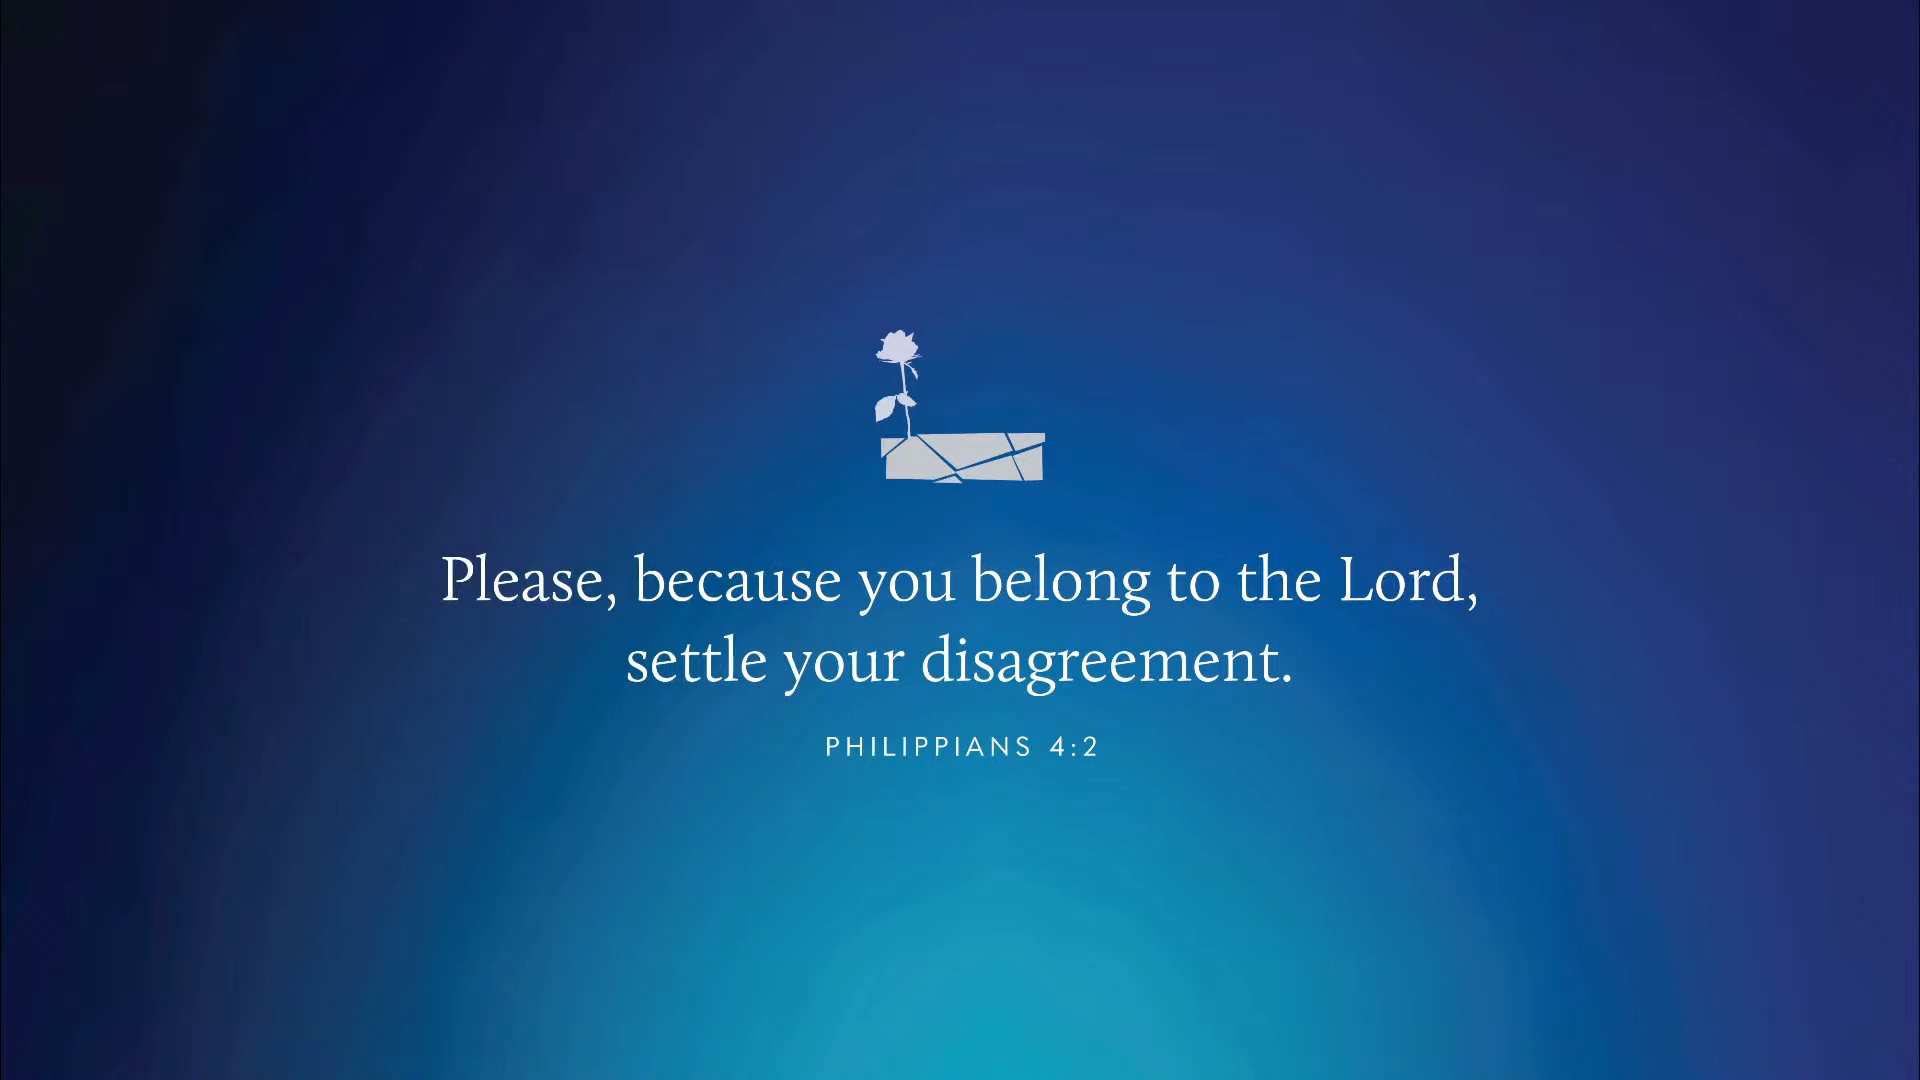 Please, because you belong to the Lord,
settle your disagreement.
PHILIPPIANS 4:2